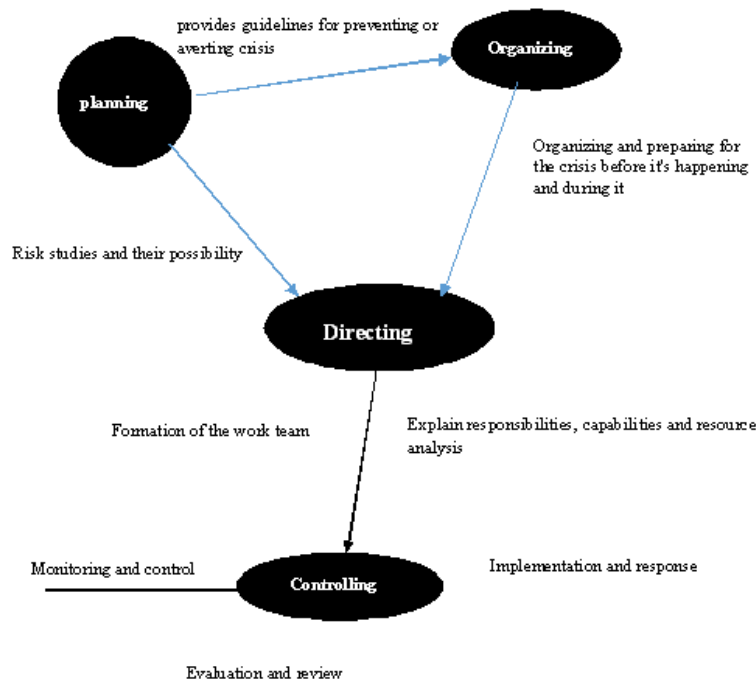 provides guidelines for preventing or
averting crisis
Organizing
planning
Organizing and preparing for
the crisis before it's happening
and during it
Risk studies and their possibility
Directing
Formation of the work team
Explain responsibilities, capabilities and resource
analysis
Monitoring and control
Controlling
Implementation and response
Evaluation and review